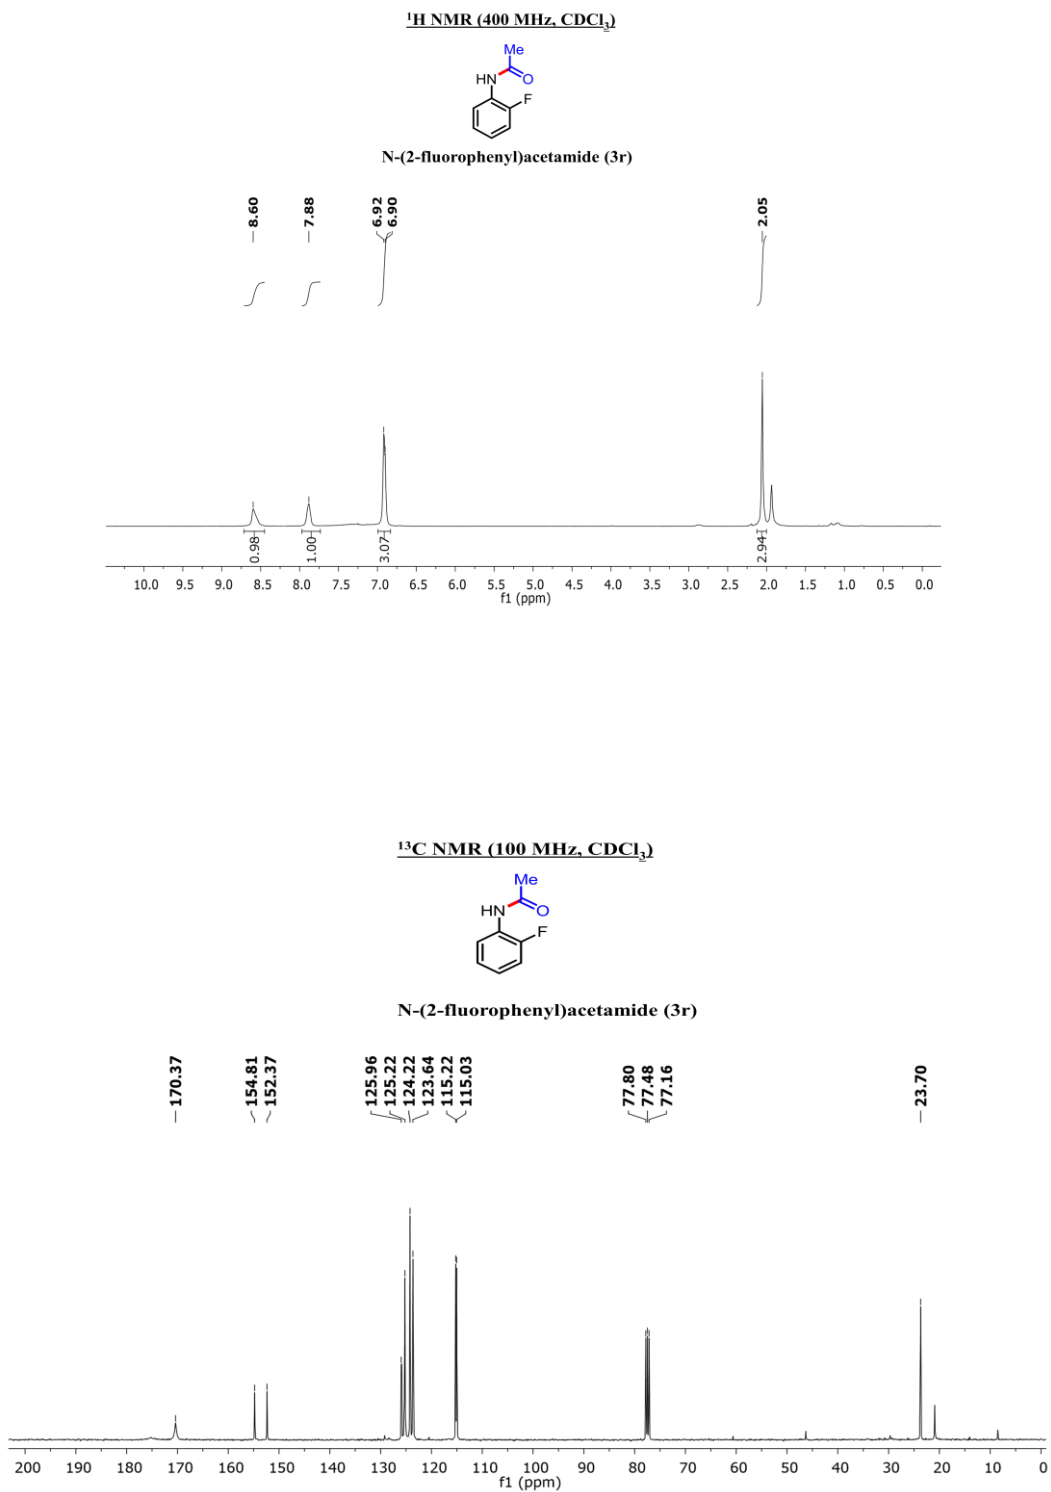 ¹H NMR (400 MHz, CDCl₃)
Me
HN
O
F
N-(2-fluorophenyl)acetamide (3r)
8.60
7.88
6.92
6.90
2.05
0.98
1.00
3.07
2.94
10.0 9.5 9.0 8.5 8.0 7.5 7.0 6.5 6.0 5.5 5.0 4.5 4.0 3.5 3.0 2.5 2.0 1.5 1.0 0.5 0.0
f1 (ppm)
¹³C NMR (100 MHz, CDCl₃)
Me
HN
O
F
N-(2-fluorophenyl)acetamide (3r)
170.37
154.81
152.37
125.96
125.22
124.22
123.64
115.22
115.03
77.80
77.48
77.16
23.70
200 190 180 170 160 150 140 130 120 110 100 90 80 70 60 50 40 30 20 10 0
f1 (ppm)